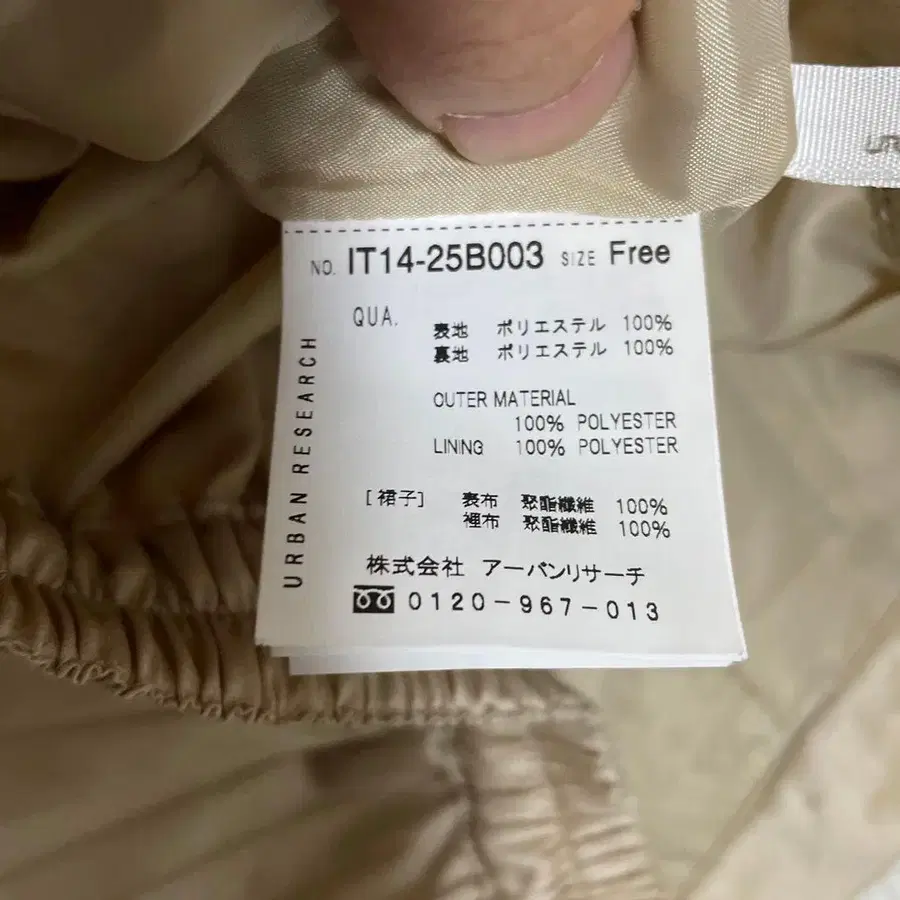 NO. IT14-25B003 SIZE Free
QUA.
表地 ポリエステル 100%
裏地 ポリエステル 100%
OUTER MATERIAL
100% POLYESTER
LINING 100% POLYESTER
[裙子] 表布 聚酯纖維 100%
裡布 聚酯纖維 100%
株式会社 アーバンリサーチ
0120-967-013
URBAN RESEARCH